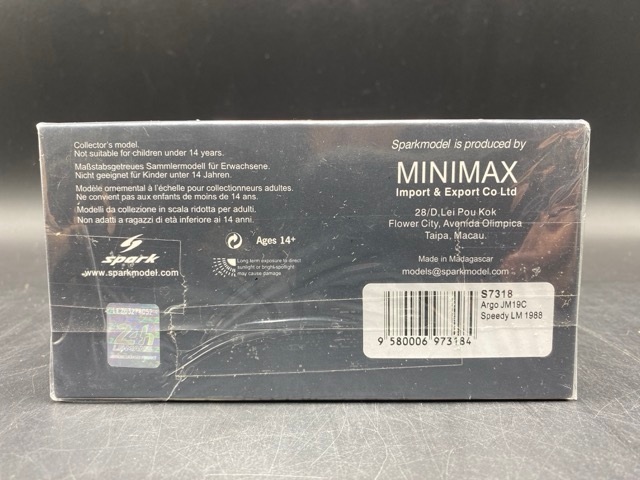 Collector's model.
Not suitable for children under 14 years.
Maßstabsgetreues Sammlermodell für Erwachsene.
Nicht geeignet für Kinder unter 14 Jahren.
Modèle ornemental à l'échelle pour collectionneurs adultes.
Ne convient pas aux enfants de moins de 14 ans.
Modelli da collezione in scala ridotta per adulti.
Non adatti a ragazzi di età inferiore ai 14 anni.
spark
www.sparkmodel.com
Ages 14+
Long term exposure to direct
sunlight or bright spotlight
may cause damage
24h
Sparkmodel is produced by
MINIMAX
Import & Export Co Ltd
28/D,Lei Pou Kok
Flower City, Avenida Olimpica
Taipa, Macau.
Made in Madagascar
models@sparkmodel.com
S7318
Argo JM19C
Speedy LM 1988
9 580006 973184